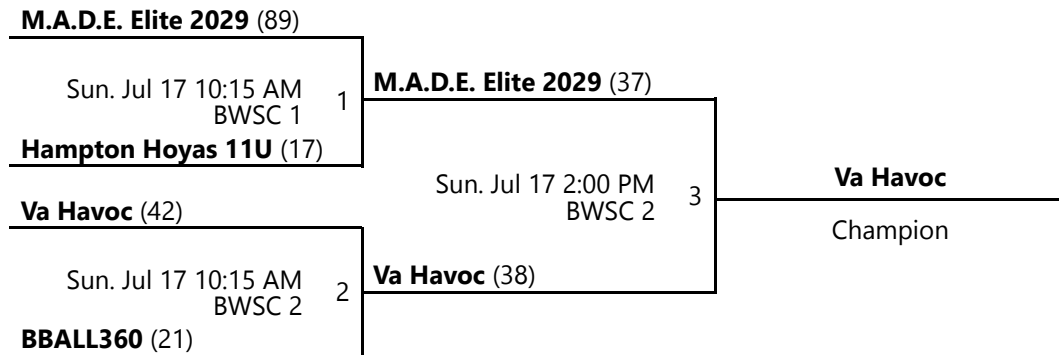 M.A.D.E. Elite 2029 (89)
Sun. Jul 17 10:15 AM
BWSC 1
1
Hampton Hoyas 11U (17)
M.A.D.E. Elite 2029 (37)
Va Havoc (42)
Sun. Jul 17 10:15 AM
BWSC 2
2
BBALL360 (21)
Va Havoc (38)
Sun. Jul 17 2:00 PM
BWSC 2
3
Va Havoc
Champion